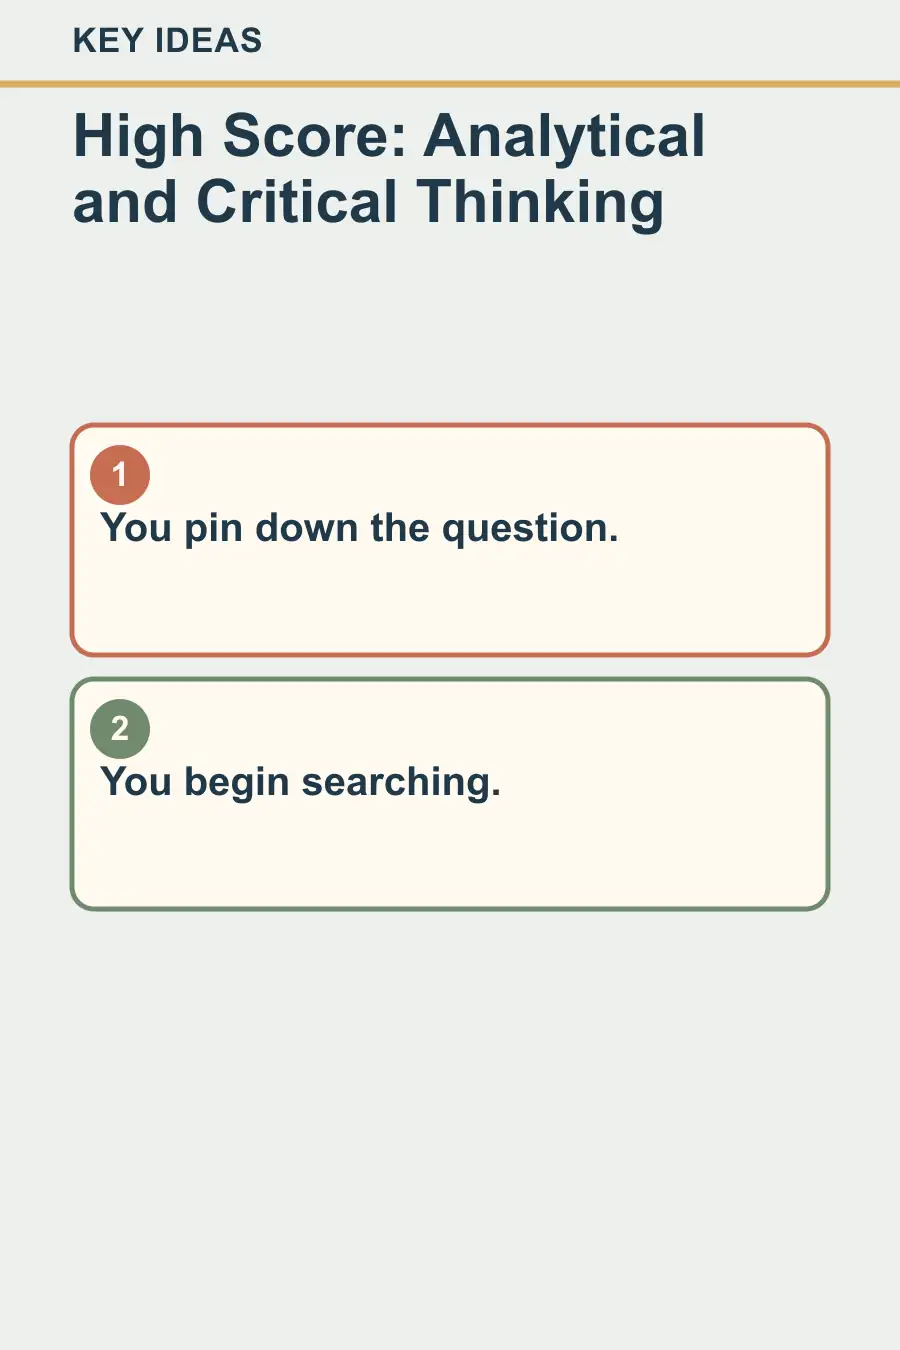 KEY IDEAS
High Score: Analytical
and Critical Thinking
1
You pin down the question.
2
You begin searching.